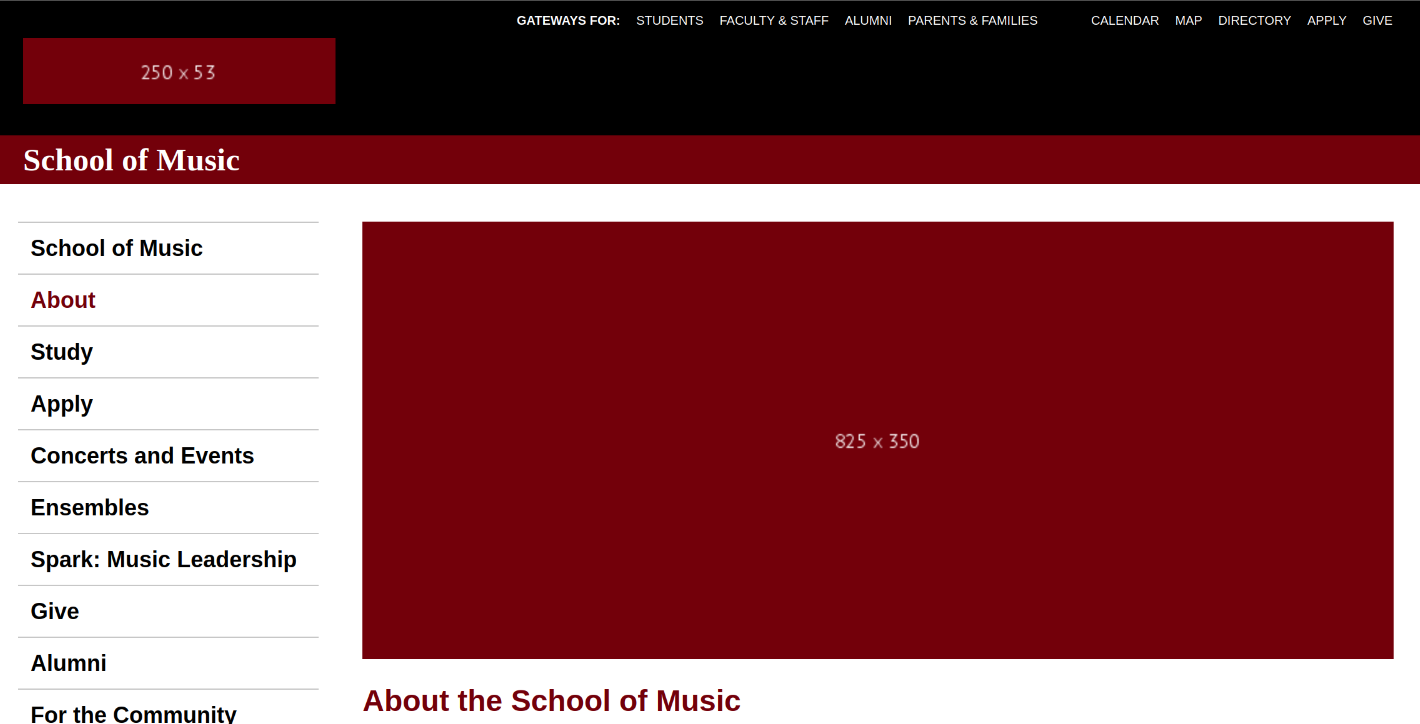 GATEWAYS FOR: STUDENTS FACULTY & STAFF ALUMNI PARENTS & FAMILIES CALENDAR MAP DIRECTORY APPLY GIVE
250 x 53
School of Music
School of Music
About
Study
Apply
Concerts and Events
Ensembles
Spark: Music Leadership
Give
Alumni
For the Community
825 x 350
About the School of Music